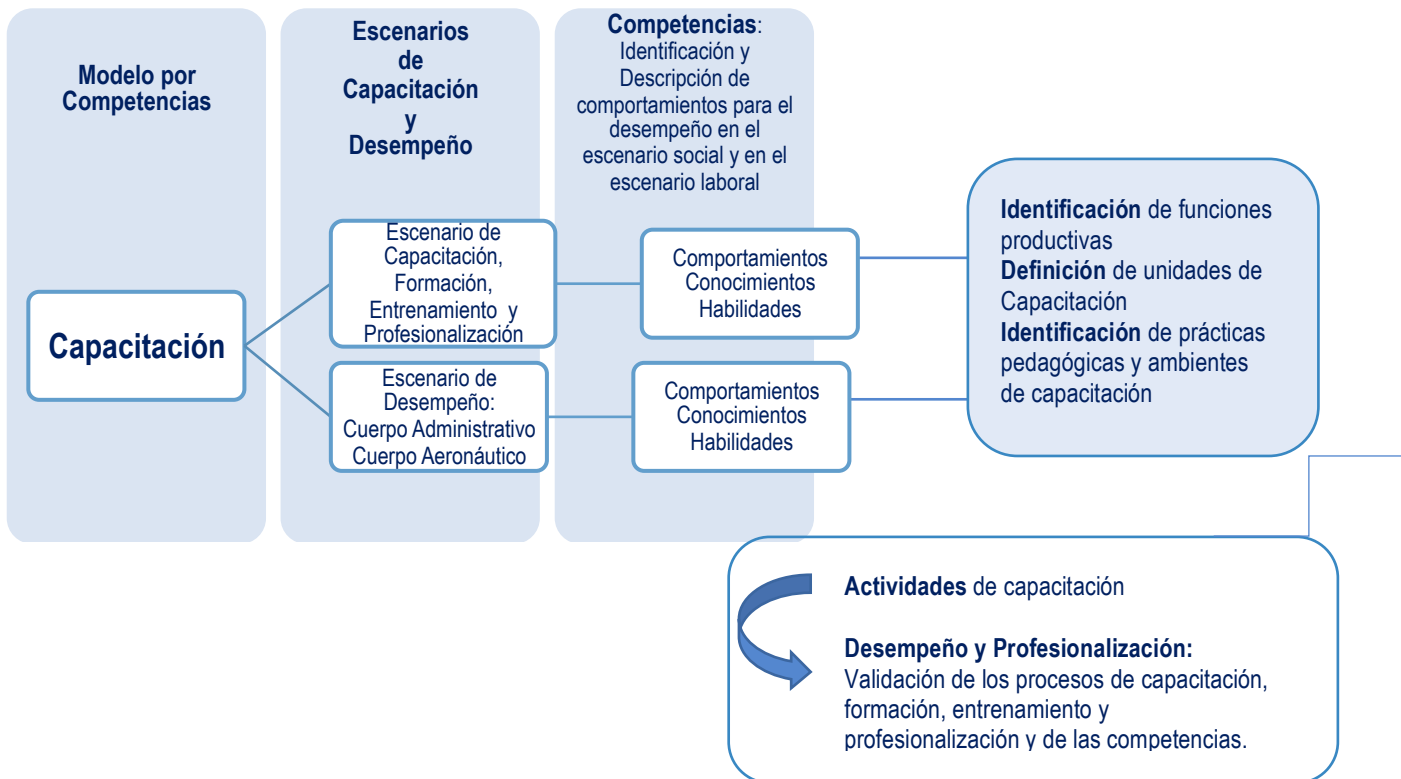 Modelo por
Competencias
Escenarios
de
Capacitación
y
Desempeño
Competencias:
Identificación y
Descripción de
comportamientos para el
desempeño en el
escenario social y en el
escenario laboral
Capacitación
Escenario de
Capacitación,
Formación,
Entrenamiento y
Profesionalización
Escenario de
Desempeño:
Cuerpo Administrativo
Cuerpo Aeronáutico
Comportamientos
Conocimientos
Habilidades
Comportamientos
Conocimientos
Habilidades
Identificación de funciones
productivas
Definición de unidades de
Capacitación
Identificación de prácticas
pedagógicas y ambientes
de capacitación
Actividades de capacitación
Desempeño y Profesionalización:
Validación de los procesos de capacitación,
formación, entrenamiento y
profesionalización y de las competencias.